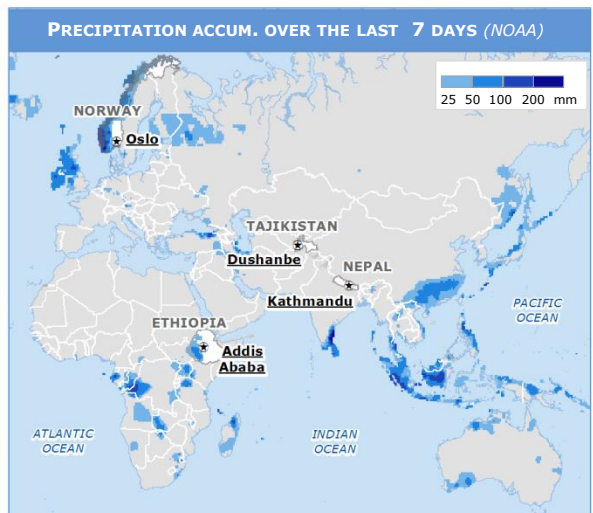 PRECIPITATION ACCUM. OVER THE LAST 7 DAYS (NOAA)
25 50 100 200 mm
NORWAY
Oslo
TAJIKISTAN
Dushanbe
NEPAL
Kathmandu
PACIFIC
OCEAN
ETHIOPIA
Addis
Ababa
ATLANTIC
OCEAN
INDIAN
OCEAN